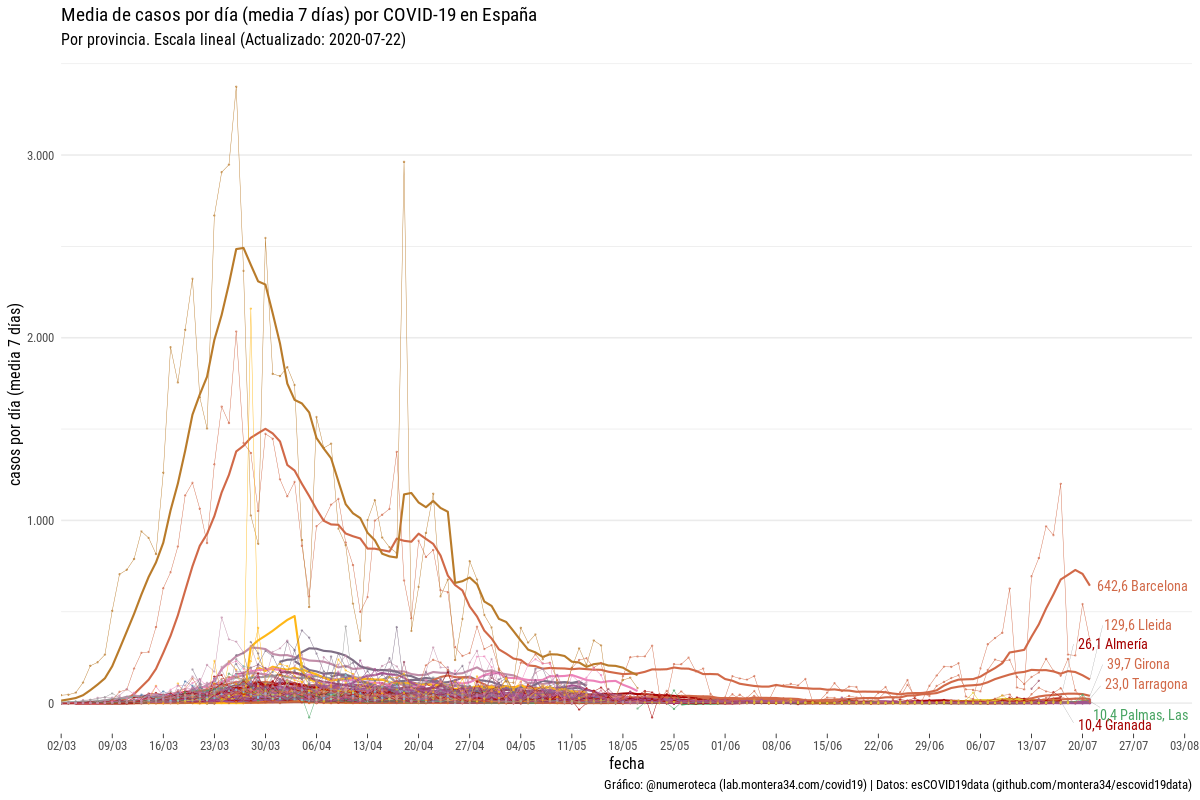 Media de casos por día (media 7 días) por COVID-19 en España
Por provincia. Escala lineal (Actualizado: 2020-07-22)
casos por día (media 7 días)
3.000
2.000
1.000
0
642,6 Barcelona
129,6 Lleida
26,1 Almería
39,7 Girona
23,0 Tarragona
10,4 Palmas, Las
10,4 Granada
02/03 09/03 16/03 23/03 30/03 06/04 13/04 20/04 27/04 04/05 11/05 18/05 25/05 01/06 08/06 15/06 22/06 29/06 06/07 13/07 20/07 27/07 03/08
fecha
Gráfico: @numeroteca (lab.montera34.com/covid19) | Datos: esCOVID19data (github.com/montera34/escovid19data)